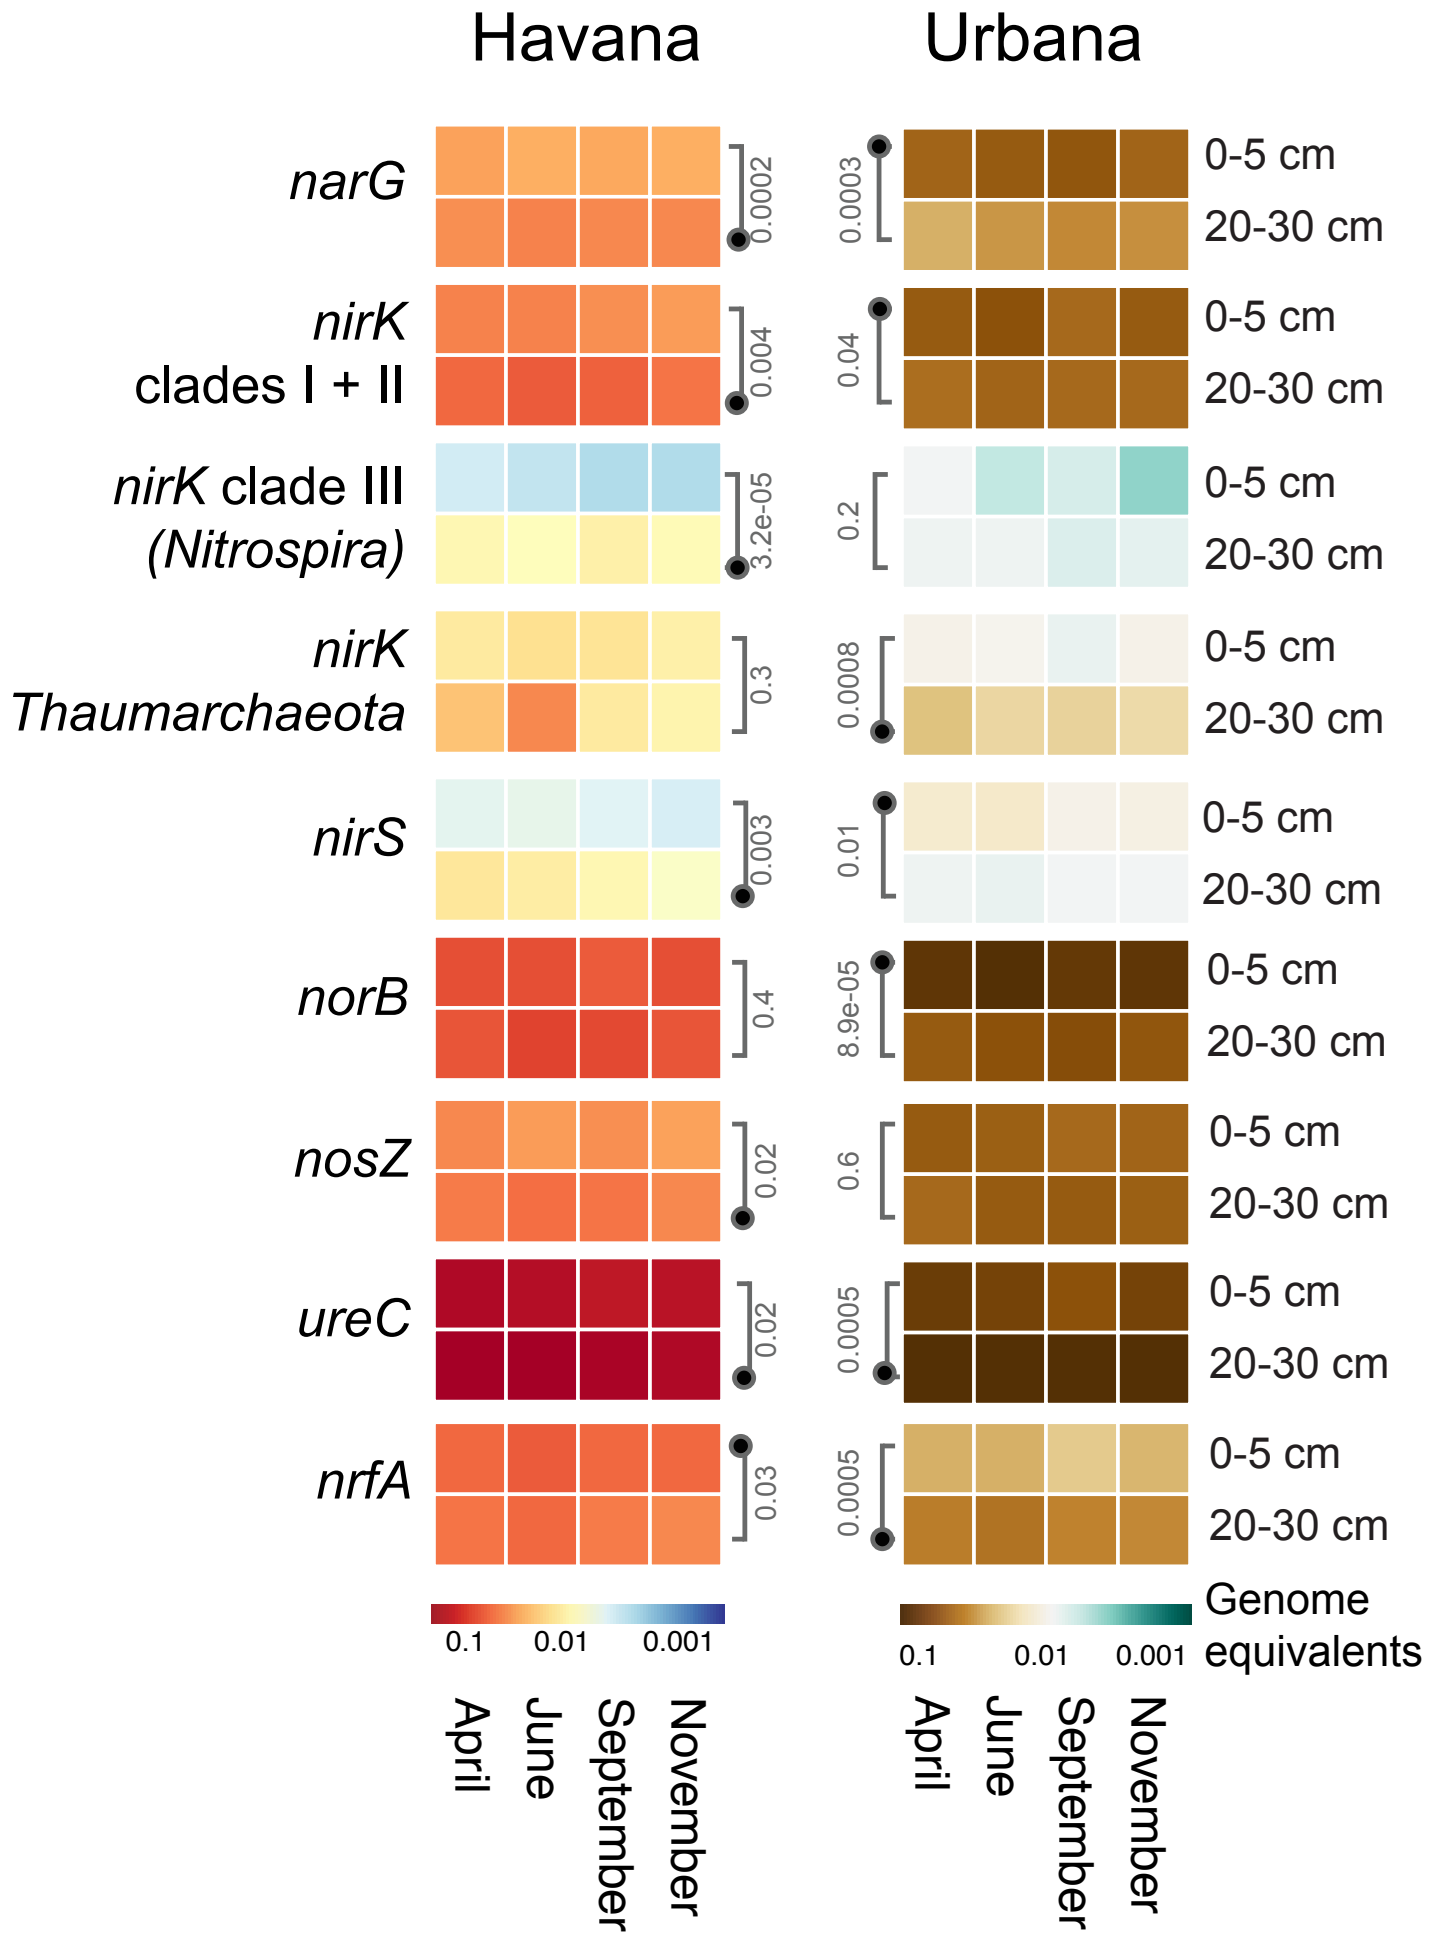 Havana Urbana
narG 0.0002 0.0003 0-5 cm
20-30 cm
nirK
clades I + II 0.004 0.04 0-5 cm
20-30 cm
nirK clade III
(Nitrospira) 3.2e-05 0.2 0-5 cm
20-30 cm
nirK
Thaumarchaeota 0.3 0.0008 0-5 cm
20-30 cm
nirS 0.003 0.01 0-5 cm
20-30 cm
norB 0.4 8.9e-05 0-5 cm
20-30 cm
nosZ 0.02 0.6 0-5 cm
20-30 cm
ureC 0.02 0.0005 0-5 cm
20-30 cm
nrfA 0.03 0.0005 0-5 cm
20-30 cm
0.1 0.01 0.001 0.1 0.01 0.001 Genome
equivalents
April June September November April June September November